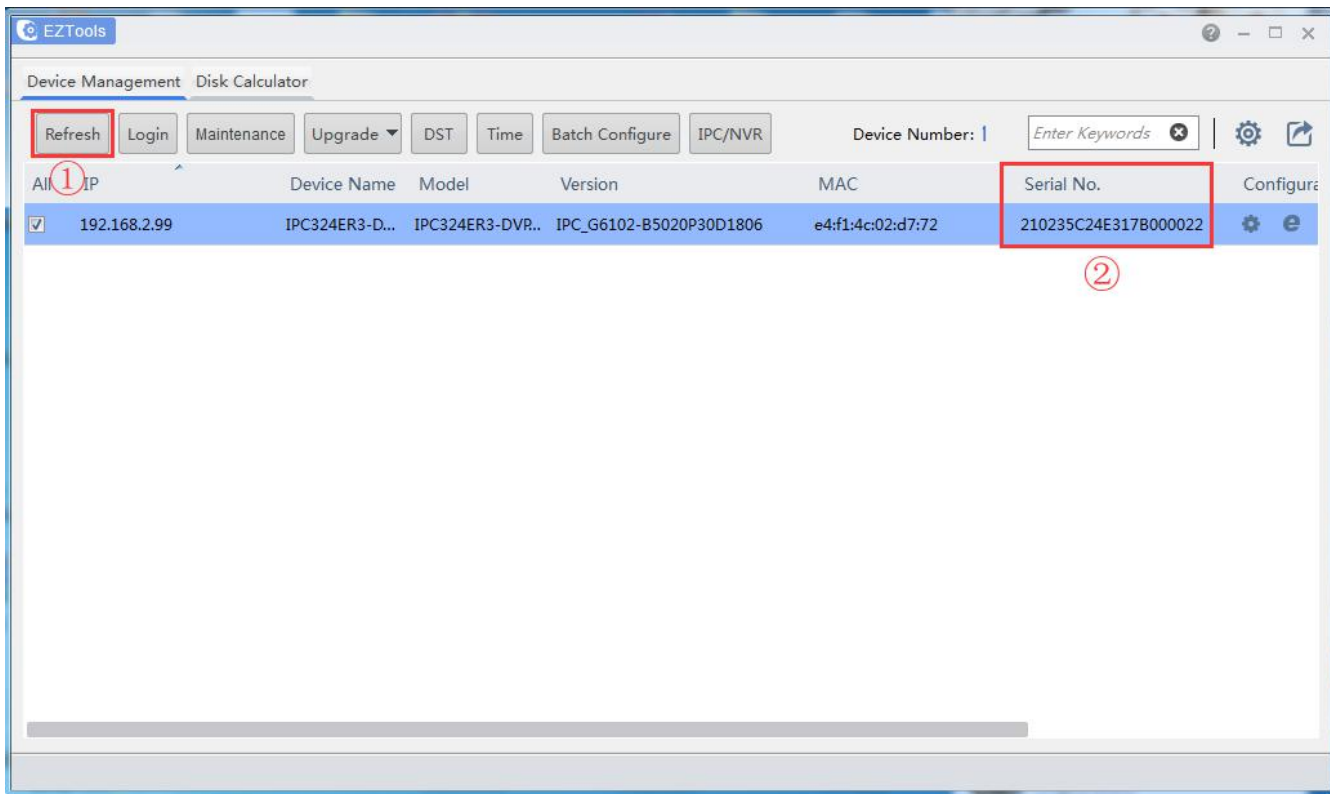 EZTools
Device Management Disk Calculator
Refresh Login Maintenance Upgrade DST Time Batch Configure IPC/NVR Device Number: 1 Enter Keywords
① ②
All IP Device Name Model Version MAC Serial No. Configura
192.168.2.99 IPC324ER3-D... IPC324ER3-DVP... IPC_G6102-B5020P30D1806 e4:f1:4c:02:d7:72 210235C24E317B000022